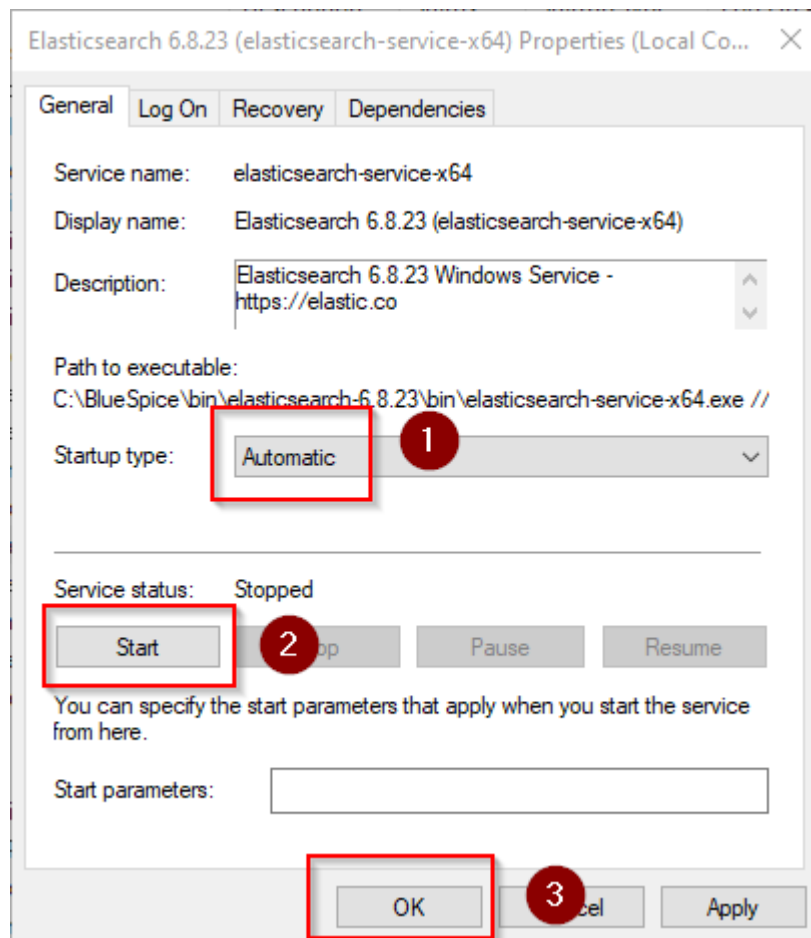 Elasticsearch 6.8.23 (elasticsearch-service-x64) Properties (Local Co...
General Log On Recovery Dependencies
Service name: elasticsearch-service-x64
Display name: Elasticsearch 6.8.23 (elasticsearch-service-x64)
Description: Elasticsearch 6.8.23 Windows Service -
https://elastic.co
Path to executable:
C:\BlueSpice\bin\elasticsearch-6.8.23\bin\elasticsearch-service-x64.exe //
Startup type: Automatic 1
Service status: Stopped
Start 2 op Pause Resume
You can specify the start parameters that apply when you start the service
from here.
Start parameters:
OK 3 cel Apply